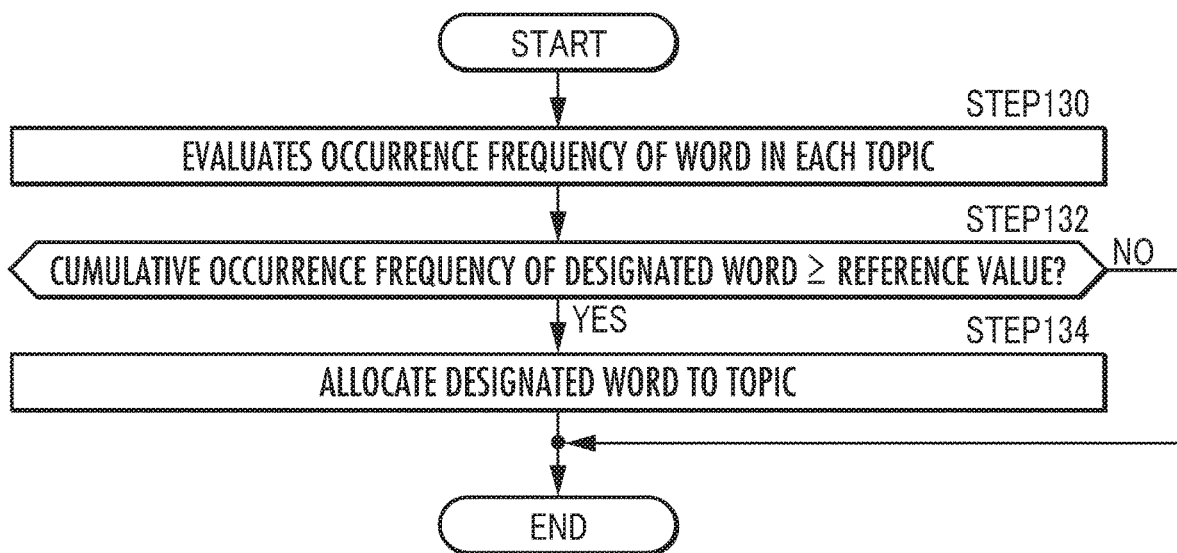 START
STEP130
EVALUATES OCCURRENCE FREQUENCY OF WORD IN EACH TOPIC
STEP132
CUMULATIVE OCCURRENCE FREQUENCY OF DESIGNATED WORD ≥ REFERENCE VALUE?
NO
YES
STEP134
ALLOCATE DESIGNATED WORD TO TOPIC
END